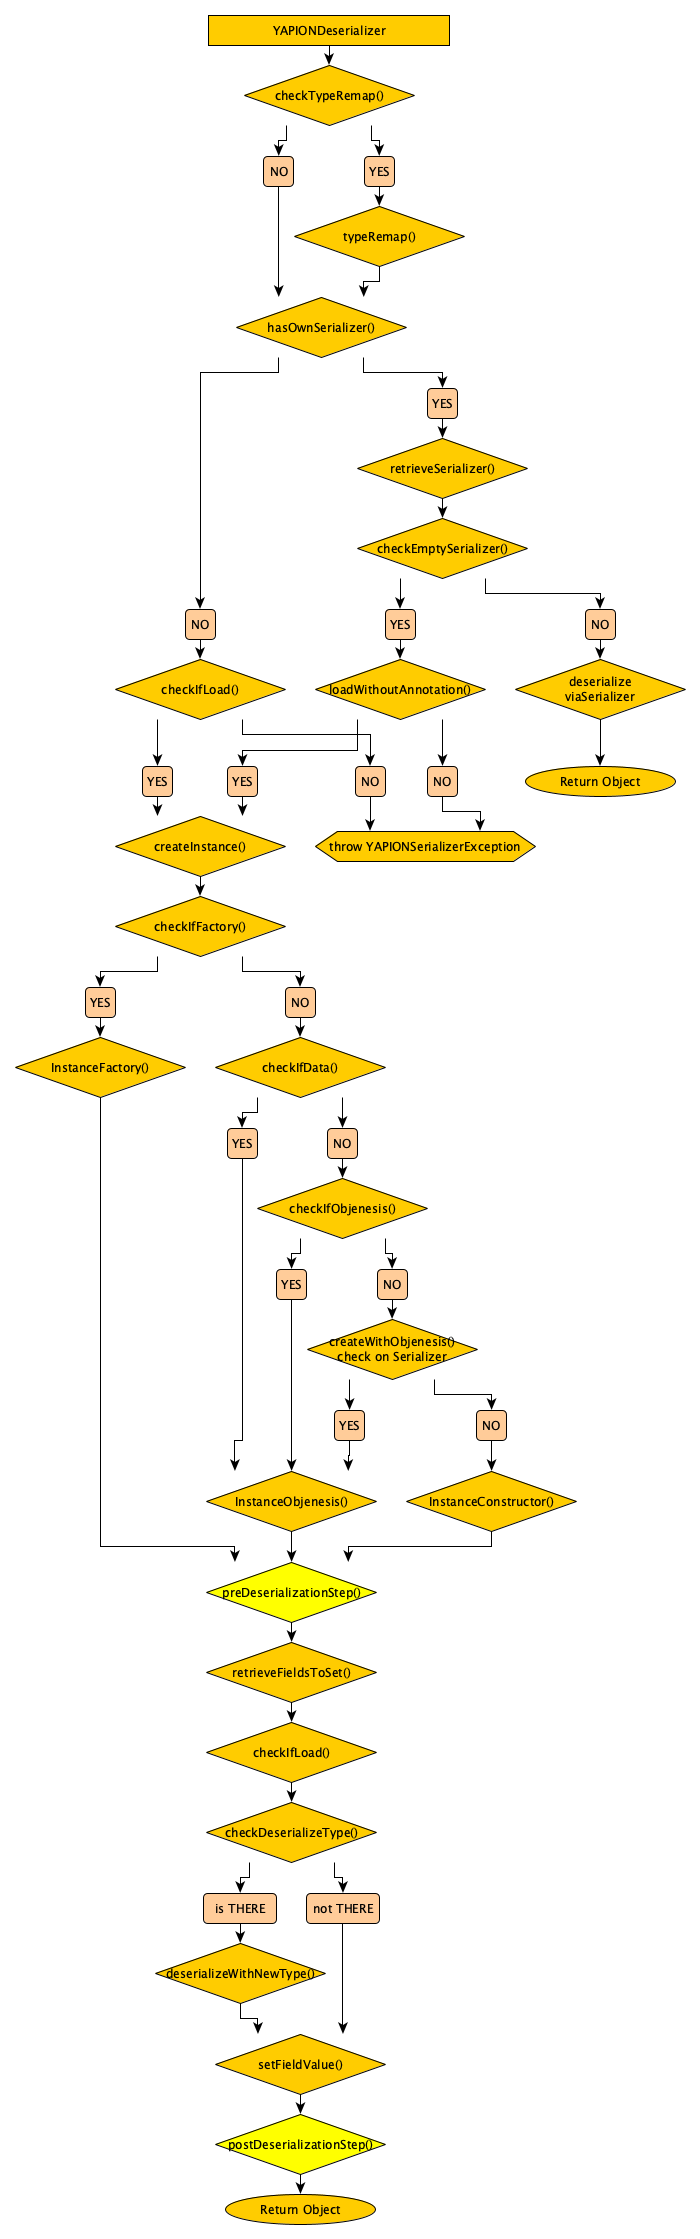 YAPIONDeserializer
checkTypeRemap()
NO
YES
typeRemap()
hasOwnSerializer()
YES
retrieveSerializer()
checkEmptySerializer()
NO
YES
NO
checkIfLoad()
loadWithoutAnnotation()
deserialize
viaSerializer
YES
YES
NO
NO
Return Object
createInstance()
throw YAPIONSerializerException
checkIfFactory()
YES
NO
InstanceFactory()
checkIfData()
YES
NO
checkIfObjenesis()
YES
NO
createWithObjenesis()
check on Serializer
YES
NO
InstanceObjenesis()
InstanceConstructor()
preDeserializationStep()
retrieveFieldsToSet()
checkIfLoad()
checkDeserializeType()
is THERE
not THERE
deserializeWithNewType()
setFieldValue()
postDeserializationStep()
Return Object